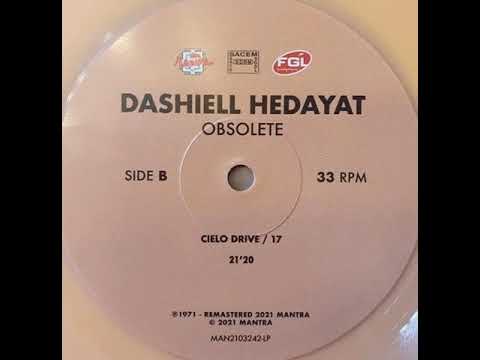 SACEM
FGL
DASHIELL HEDAYAT
OBSOLETE
SIDE B
33 RPM
CIELO DRIVE / 17
21'20
℗1971 - REMASTERED 2021 MANTRA
© 2021 MANTRA
MAN2103242-LP